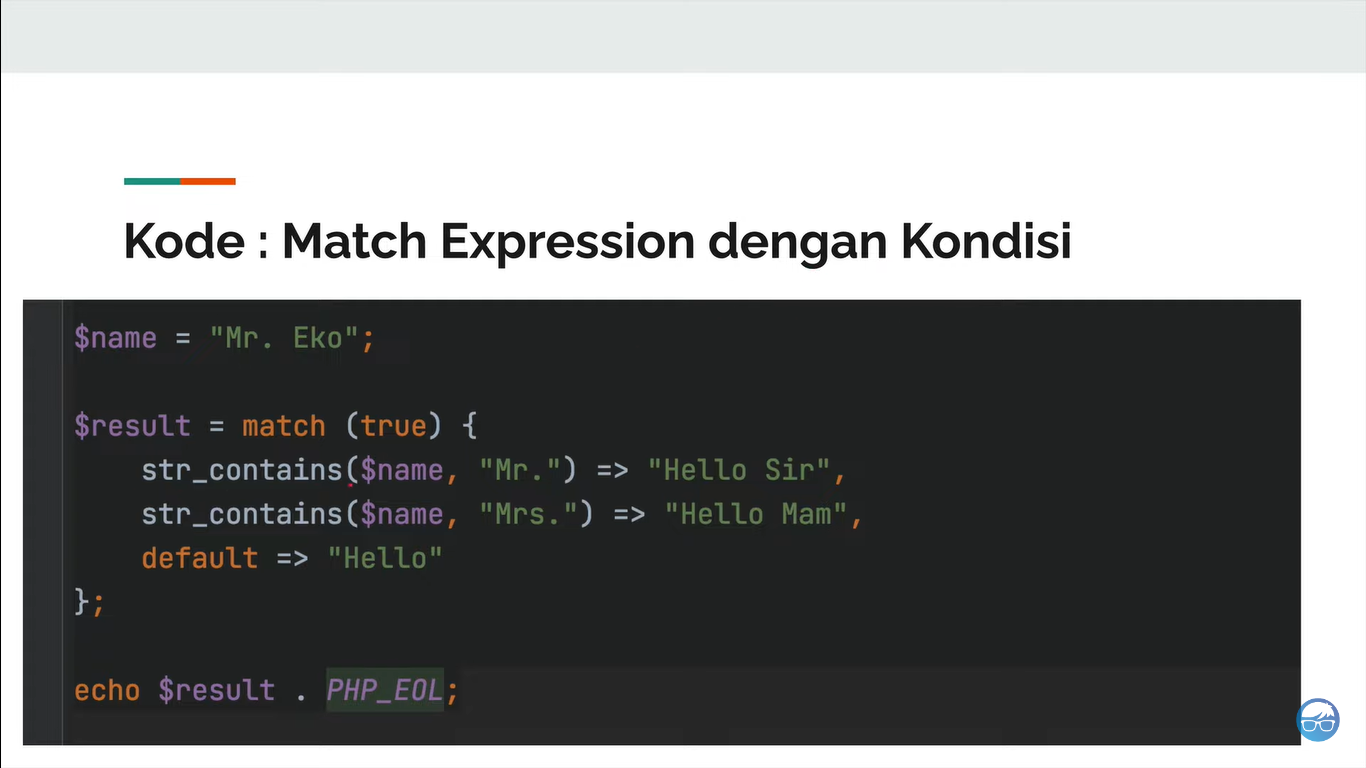 Kode : Match Expression dengan Kondisi
$name = "Mr. Eko";
$result = match (true) {
    str_contains($name, "Mr.") => "Hello Sir",
    str_contains($name, "Mrs.") => "Hello Mam",
    default => "Hello"
};
echo $result . PHP_EOL;